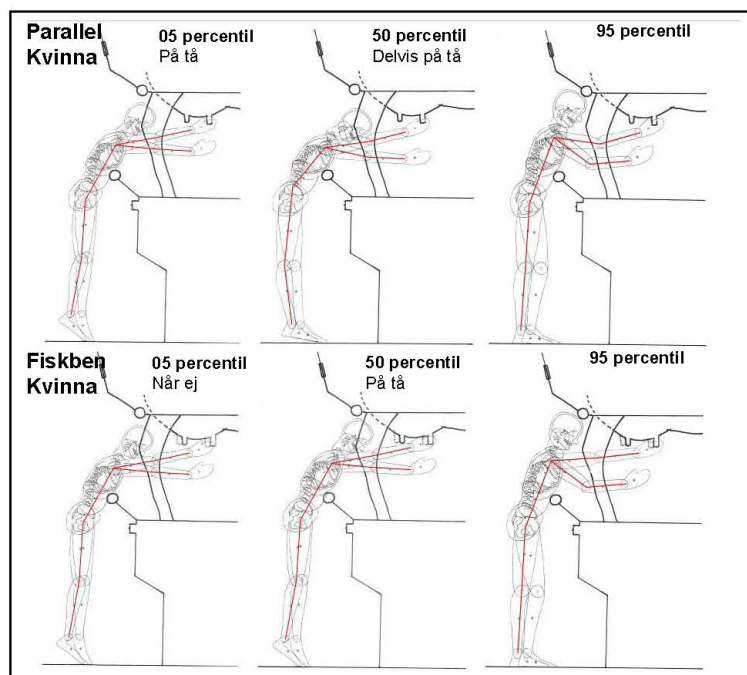 Parallel
Kvinna
05 percentil
På tå
50 percentil
Delvis på tå
95 percentil
Fiskben
Kvinna
05 percentil
Når ej
50 percentil
På tå
95 percentil